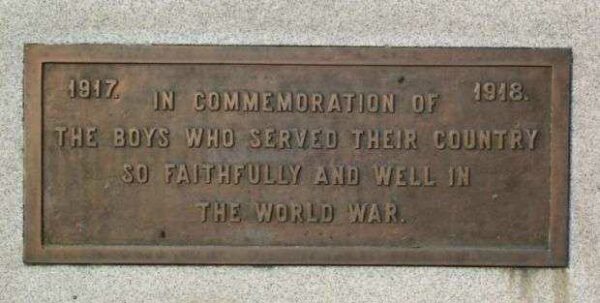 1917. 1918.
IN COMMEMORATION OF
THE BOYS WHO SERVED THEIR COUNTRY
SO FAITHFULLY AND WELL IN
THE WORLD WAR.